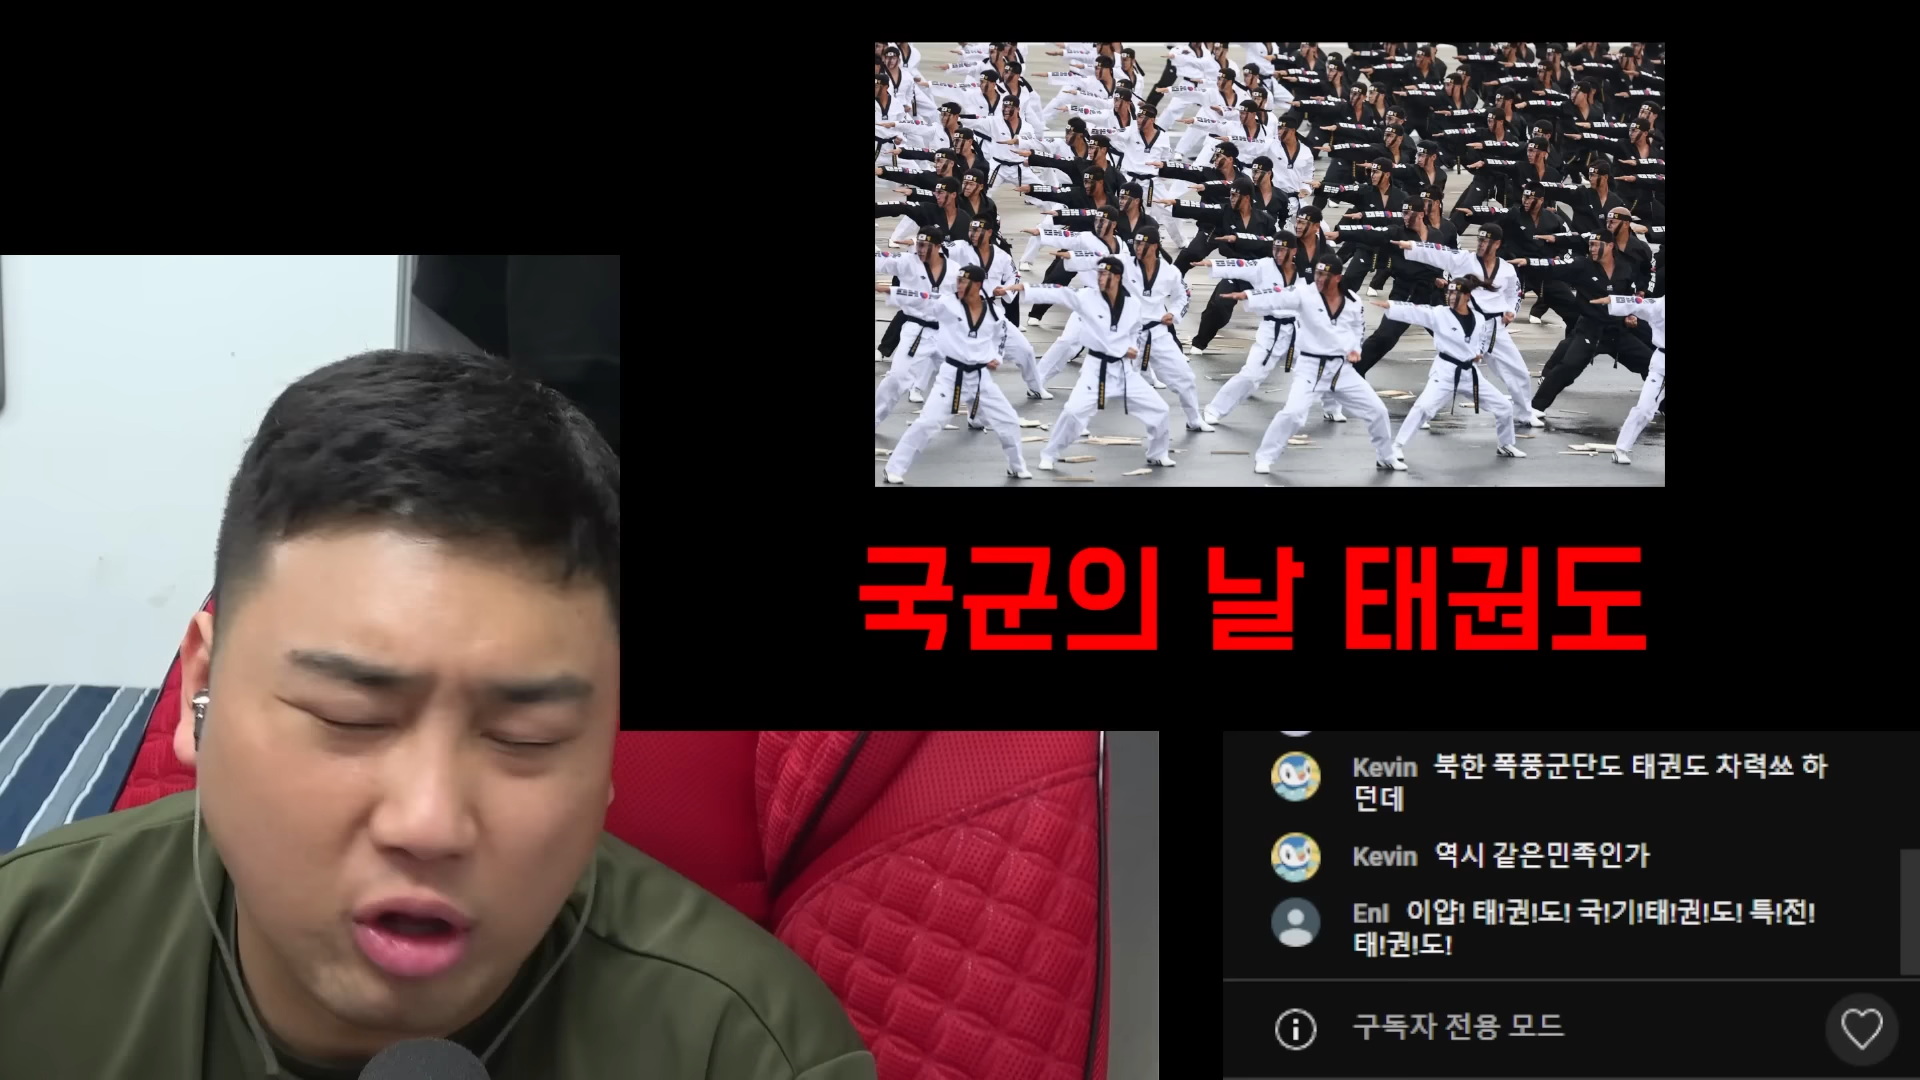 국군의 날 태권도
Kevin 북한 폭풍군단도 태권도 차력쑈 하
던데
Kevin 역시 같은민족인가
Enl 이얍! 태!권!도! 국!기!태!권!도! 특!전!
태!권!도!
구독자 전용 모드